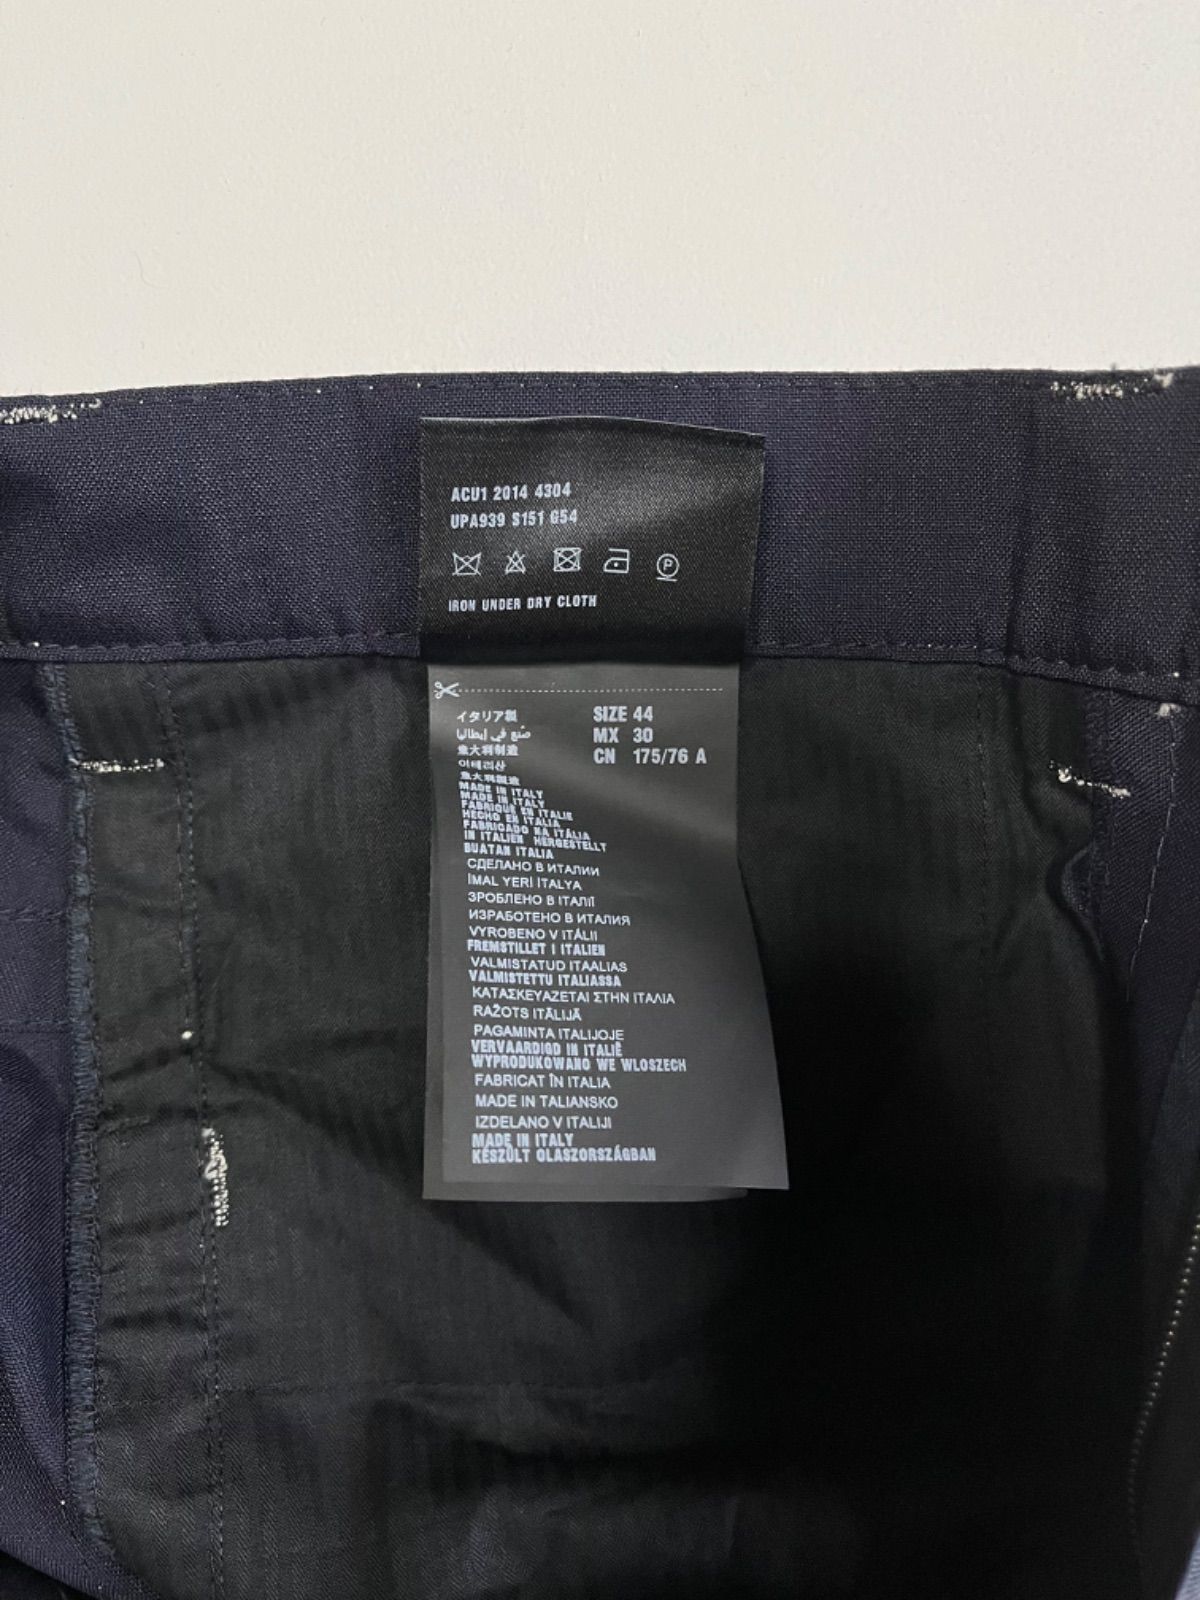 ACU1 2014 4304
UPA939 S151 G54
P
IRON UNDER DRY CLOTH
イタリア製
صنع في إيطاليا
意大利制造
이태리산
意大利製造
MADE IN ITALY
MADE IN ITALY
FABRIQUÉ EN ITALIE
HECHO EN ITALIA
FABRICADO NA ITÁLIA
IN ITALIEN HERGESTELLT
BUATAN ITALIA
СДЕЛАНО В ИТАЛИИ
İMAL YERİ İTALYA
ЗРОБЛЕНО В ІТАЛІЇ
ИЗРАБОТЕНО В ИТАЛИЯ
VYROBENO V ITÁLII
FREMSTILLET I ITALIEN
VALMISTATUD ITAALIAS
VALMISTETTU ITALIASSA
ΚΑΤΑΣΚΕΥΑΖΕΤΑΙ ΣΤΗΝ ΙΤΑΛΙΑ
RAŽOTS ITĀLIJĀ
PAGAMINTA ITALIJOJE
VERVAARDIGD IN ITALIË
WYPRODUKOWANO WE WLOSZECH
FABRICAT ÎN ITALIA
MADE IN TALIANSKO
IZDELANO V ITALIJI
MADE IN ITALY
KÉSZÜLT OLASZORSZÁGBAN
SIZE 44
MX 30
CN 175/76 A